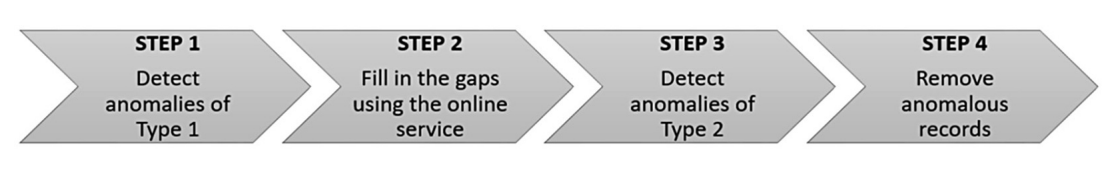 STEP 1
Detect
anomalies of
Type 1
STEP 2
Fill in the gaps
using the online
service
STEP 3
Detect
anomalies of
Type 2
STEP 4
Remove
anomalous
records